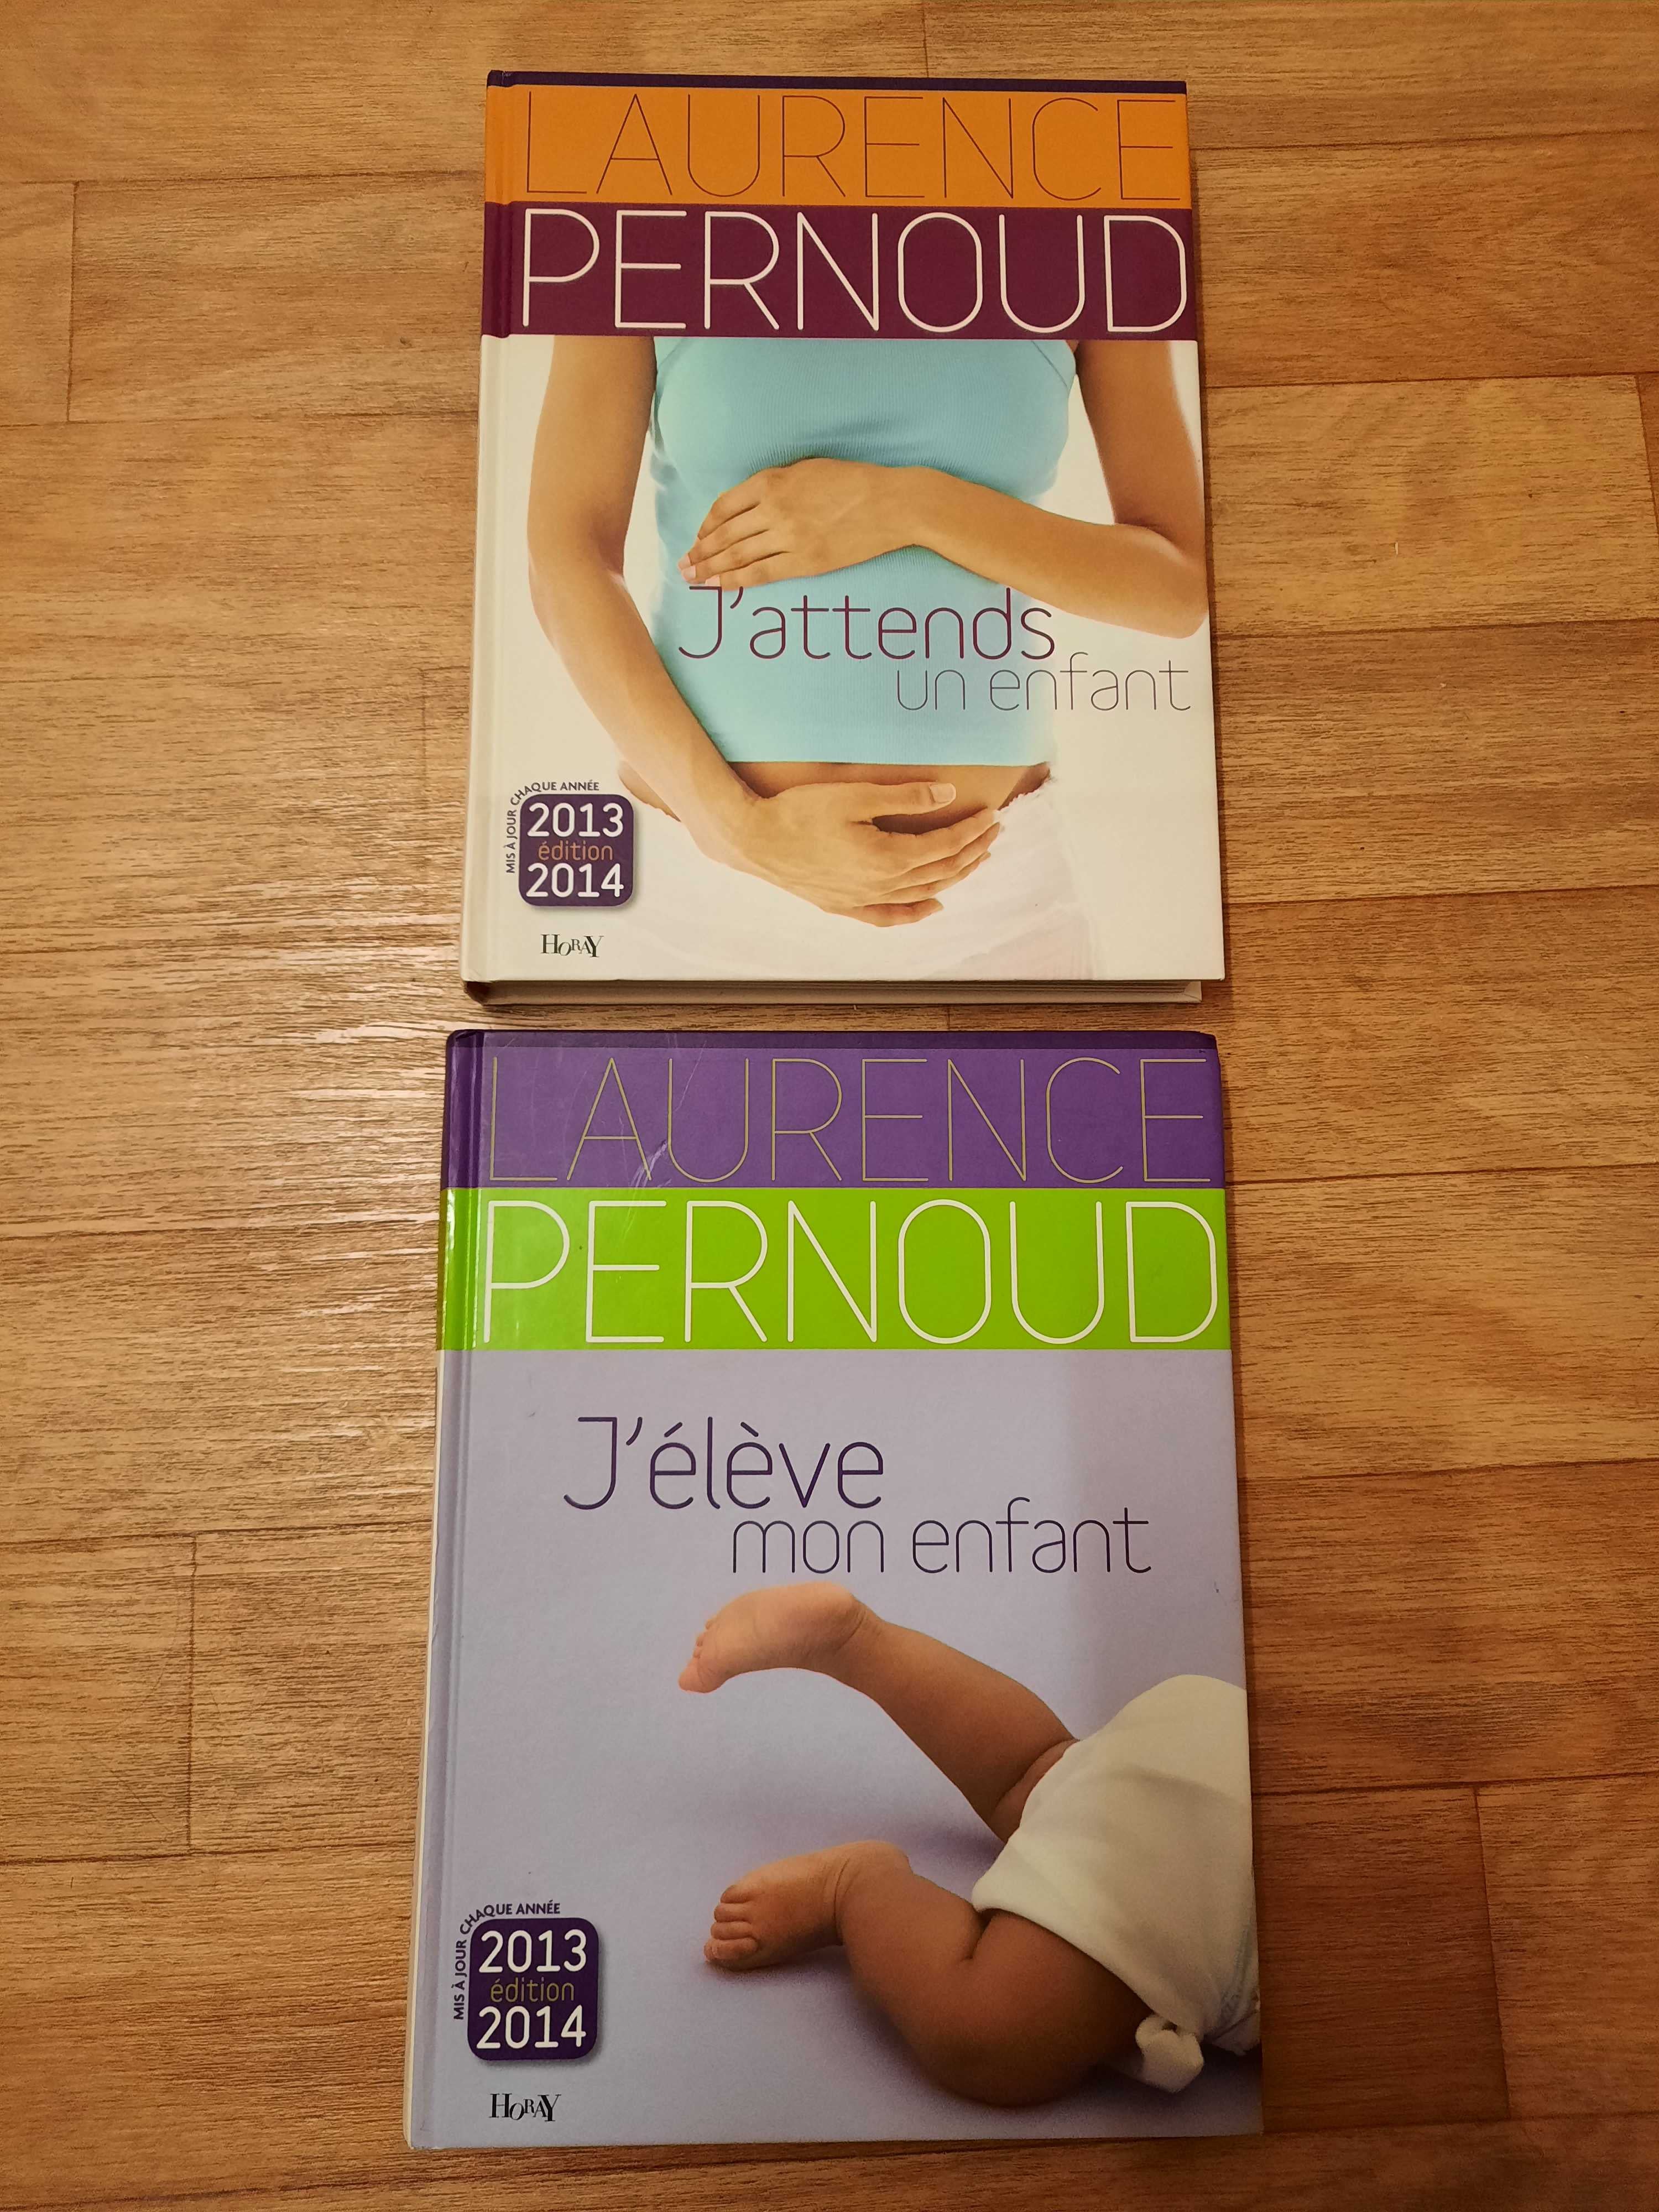 LAURENCE
PERNOUD
J'attends
un enfant
MIS À JOUR CHAQUE ANNÉE
2013
édition
2014
HORAY
LAURENCE
PERNOUD
J'élève
mon enfant
MIS À JOUR CHAQUE ANNÉE
2013
édition
2014
HORAY